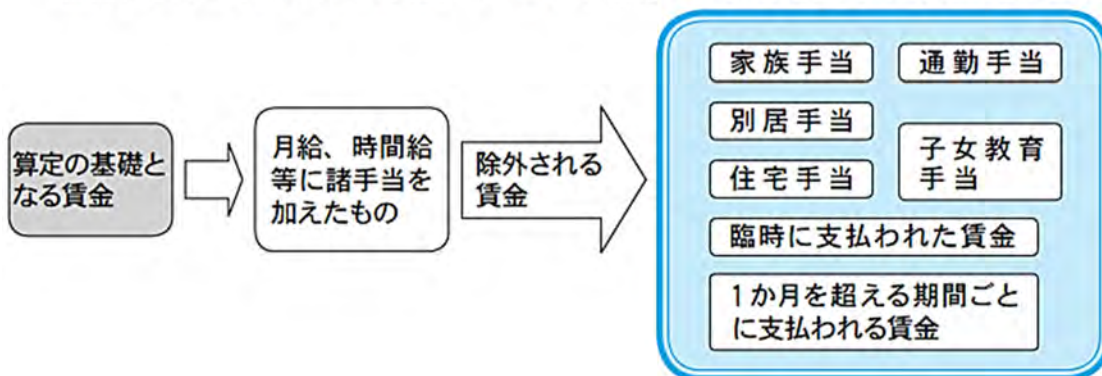 算定の基礎と
なる賃金
月給、時間給
等に諸手当を
加えたもの
除外される
賃金
家族手当
通勤手当
別居手当
住宅手当
子女教育
手当
臨時に支払われた賃金
1か月を超える期間ごと
に支払われる賃金